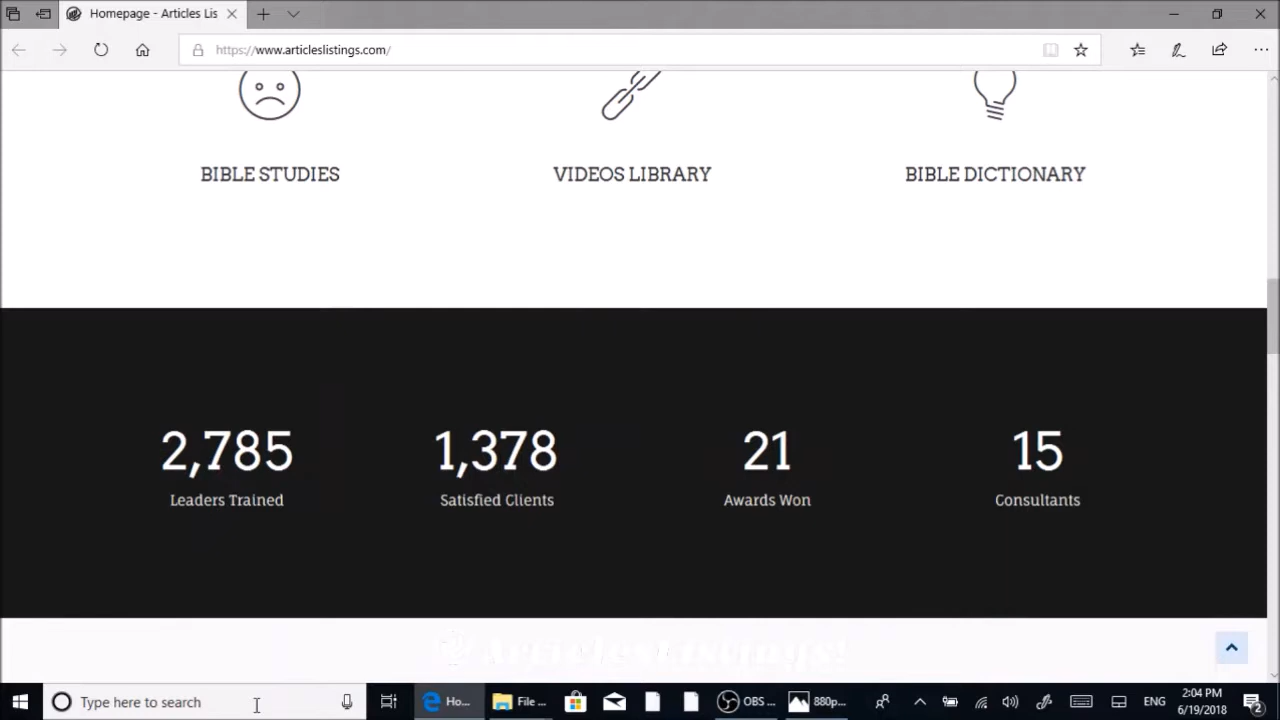 Homepage - Articles Lis
https://www.articleslistings.com/
BIBLE STUDIES
VIDEOS LIBRARY
BIBLE DICTIONARY
2,785
Leaders Trained
1,378
Satisfied Clients
21
Awards Won
15
Consultants
Type here to search
Ho...
File ...
OBS ...
880p...
ENG
2:04 PM
6/19/2018
2